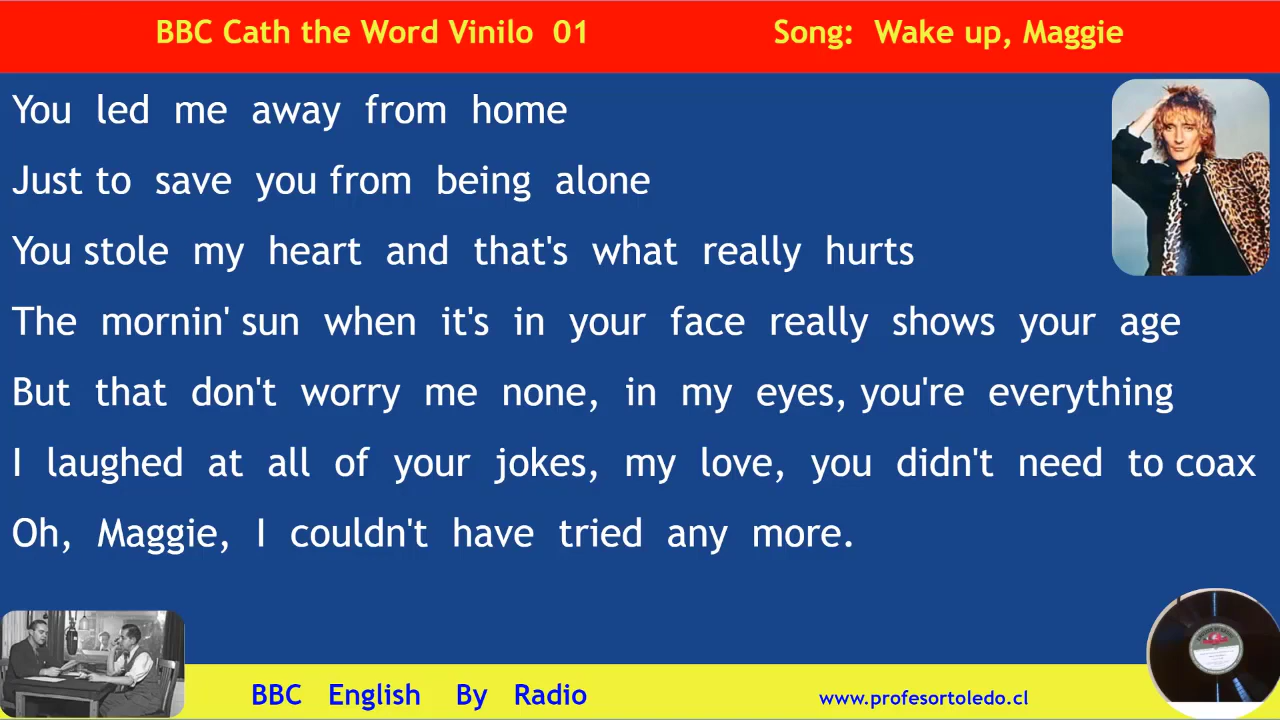 BBC Cath the Word Vinilo 01 Song: Wake up, Maggie
You led me away from home
Just to save you from being alone
You stole my heart and that's what really hurts
The mornin' sun when it's in your face really shows your age
But that don't worry me none, in my eyes, you're everything
I laughed at all of your jokes, my love, you didn't need to coax
Oh, Maggie, I couldn't have tried any more.
BBC English By Radio www.profesortoledo.cl